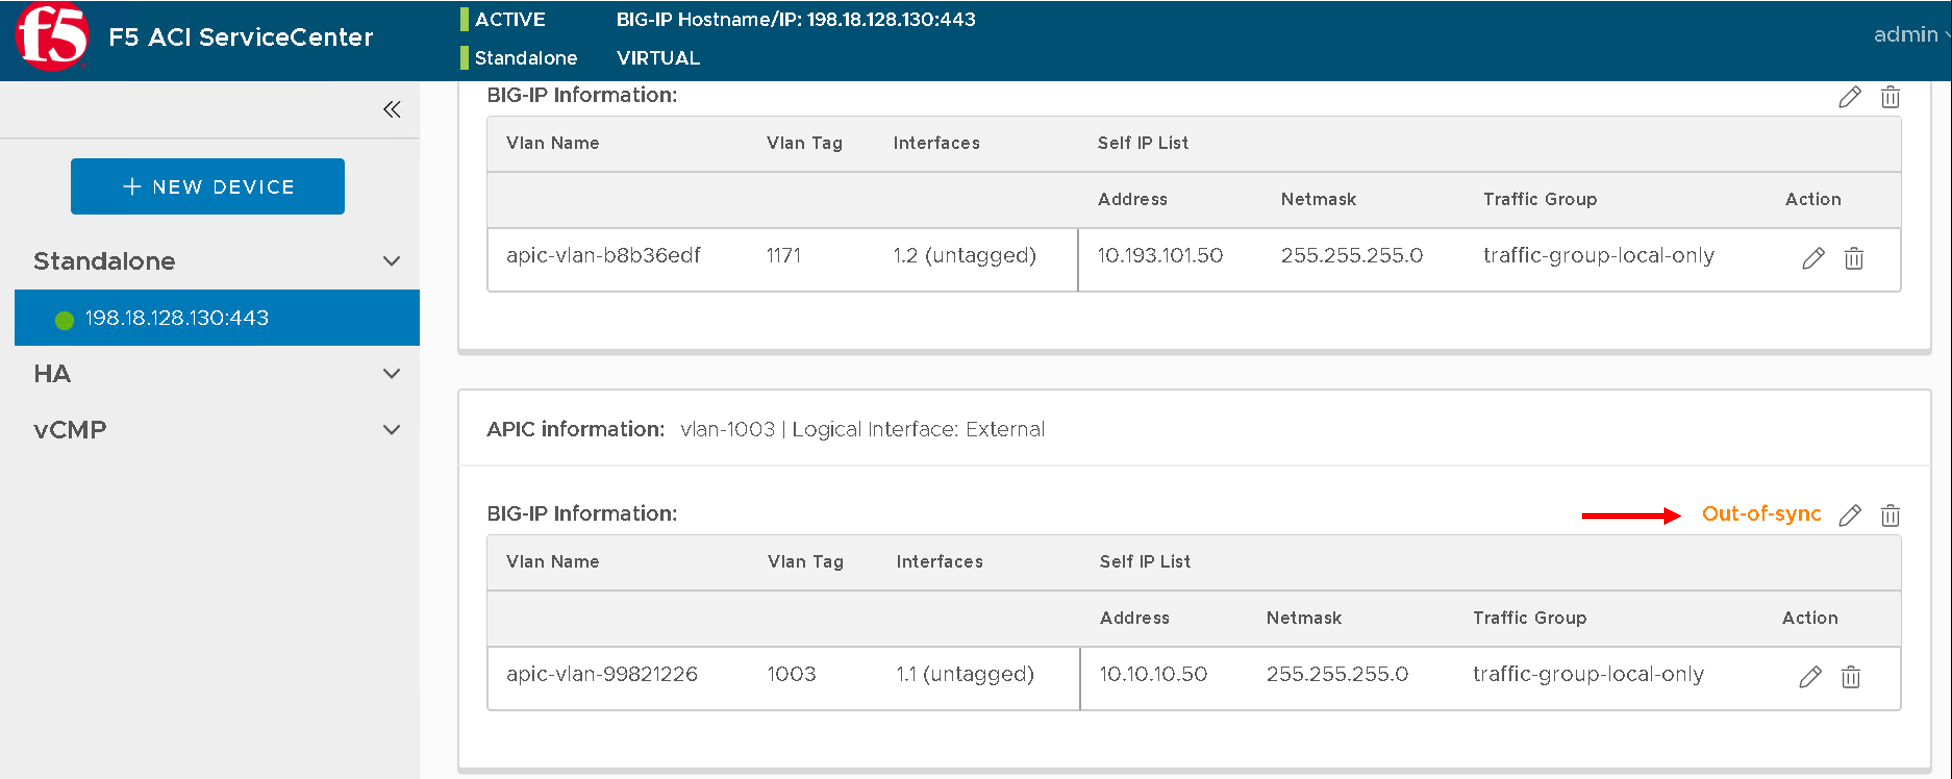 f5 F5 ACI ServiceCenter
ACTIVE BIG-IP Hostname/IP: 198.18.128.130:443
Standalone VIRTUAL
admin
+ NEW DEVICE
Standalone
198.18.128.130:443
HA
vCMP
BIG-IP Information:
Vlan Name Vlan Tag Interfaces Self IP List
Address Netmask Traffic Group Action
apic-vlan-b8b36edf 1171 1.2 (untagged) 10.193.101.50 255.255.255.0 traffic-group-local-only
APIC information: vlan-1003 | Logical Interface: External
BIG-IP Information: Out-of-sync
Vlan Name Vlan Tag Interfaces Self IP List
Address Netmask Traffic Group Action
apic-vlan-99821226 1003 1.1 (untagged) 10.10.10.50 255.255.255.0 traffic-group-local-only